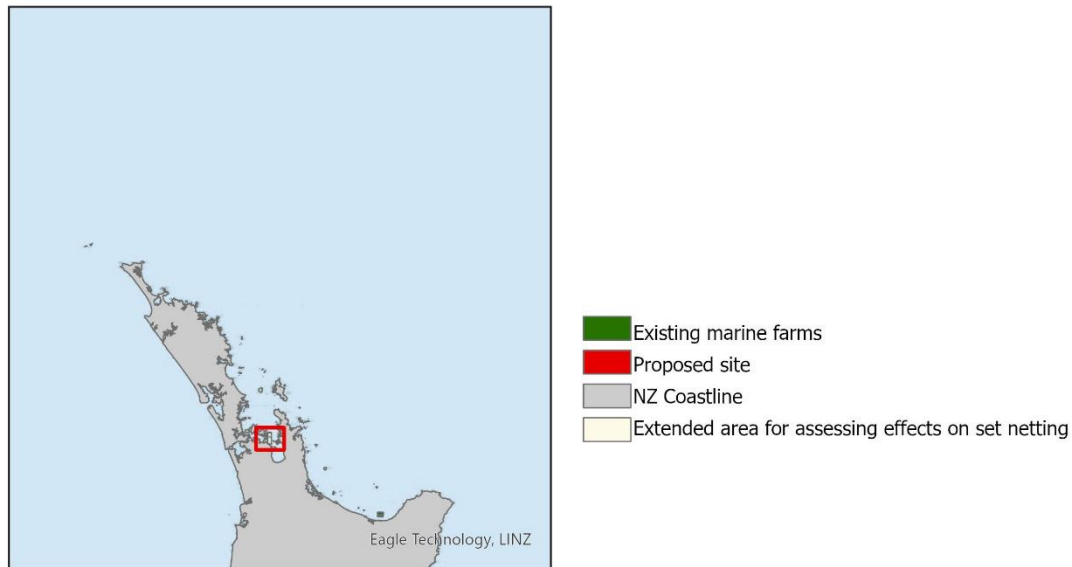 Existing marine farms
Proposed site
NZ Coastline
Extended area for assessing effects on set netting
Eagle Technology, LINZ